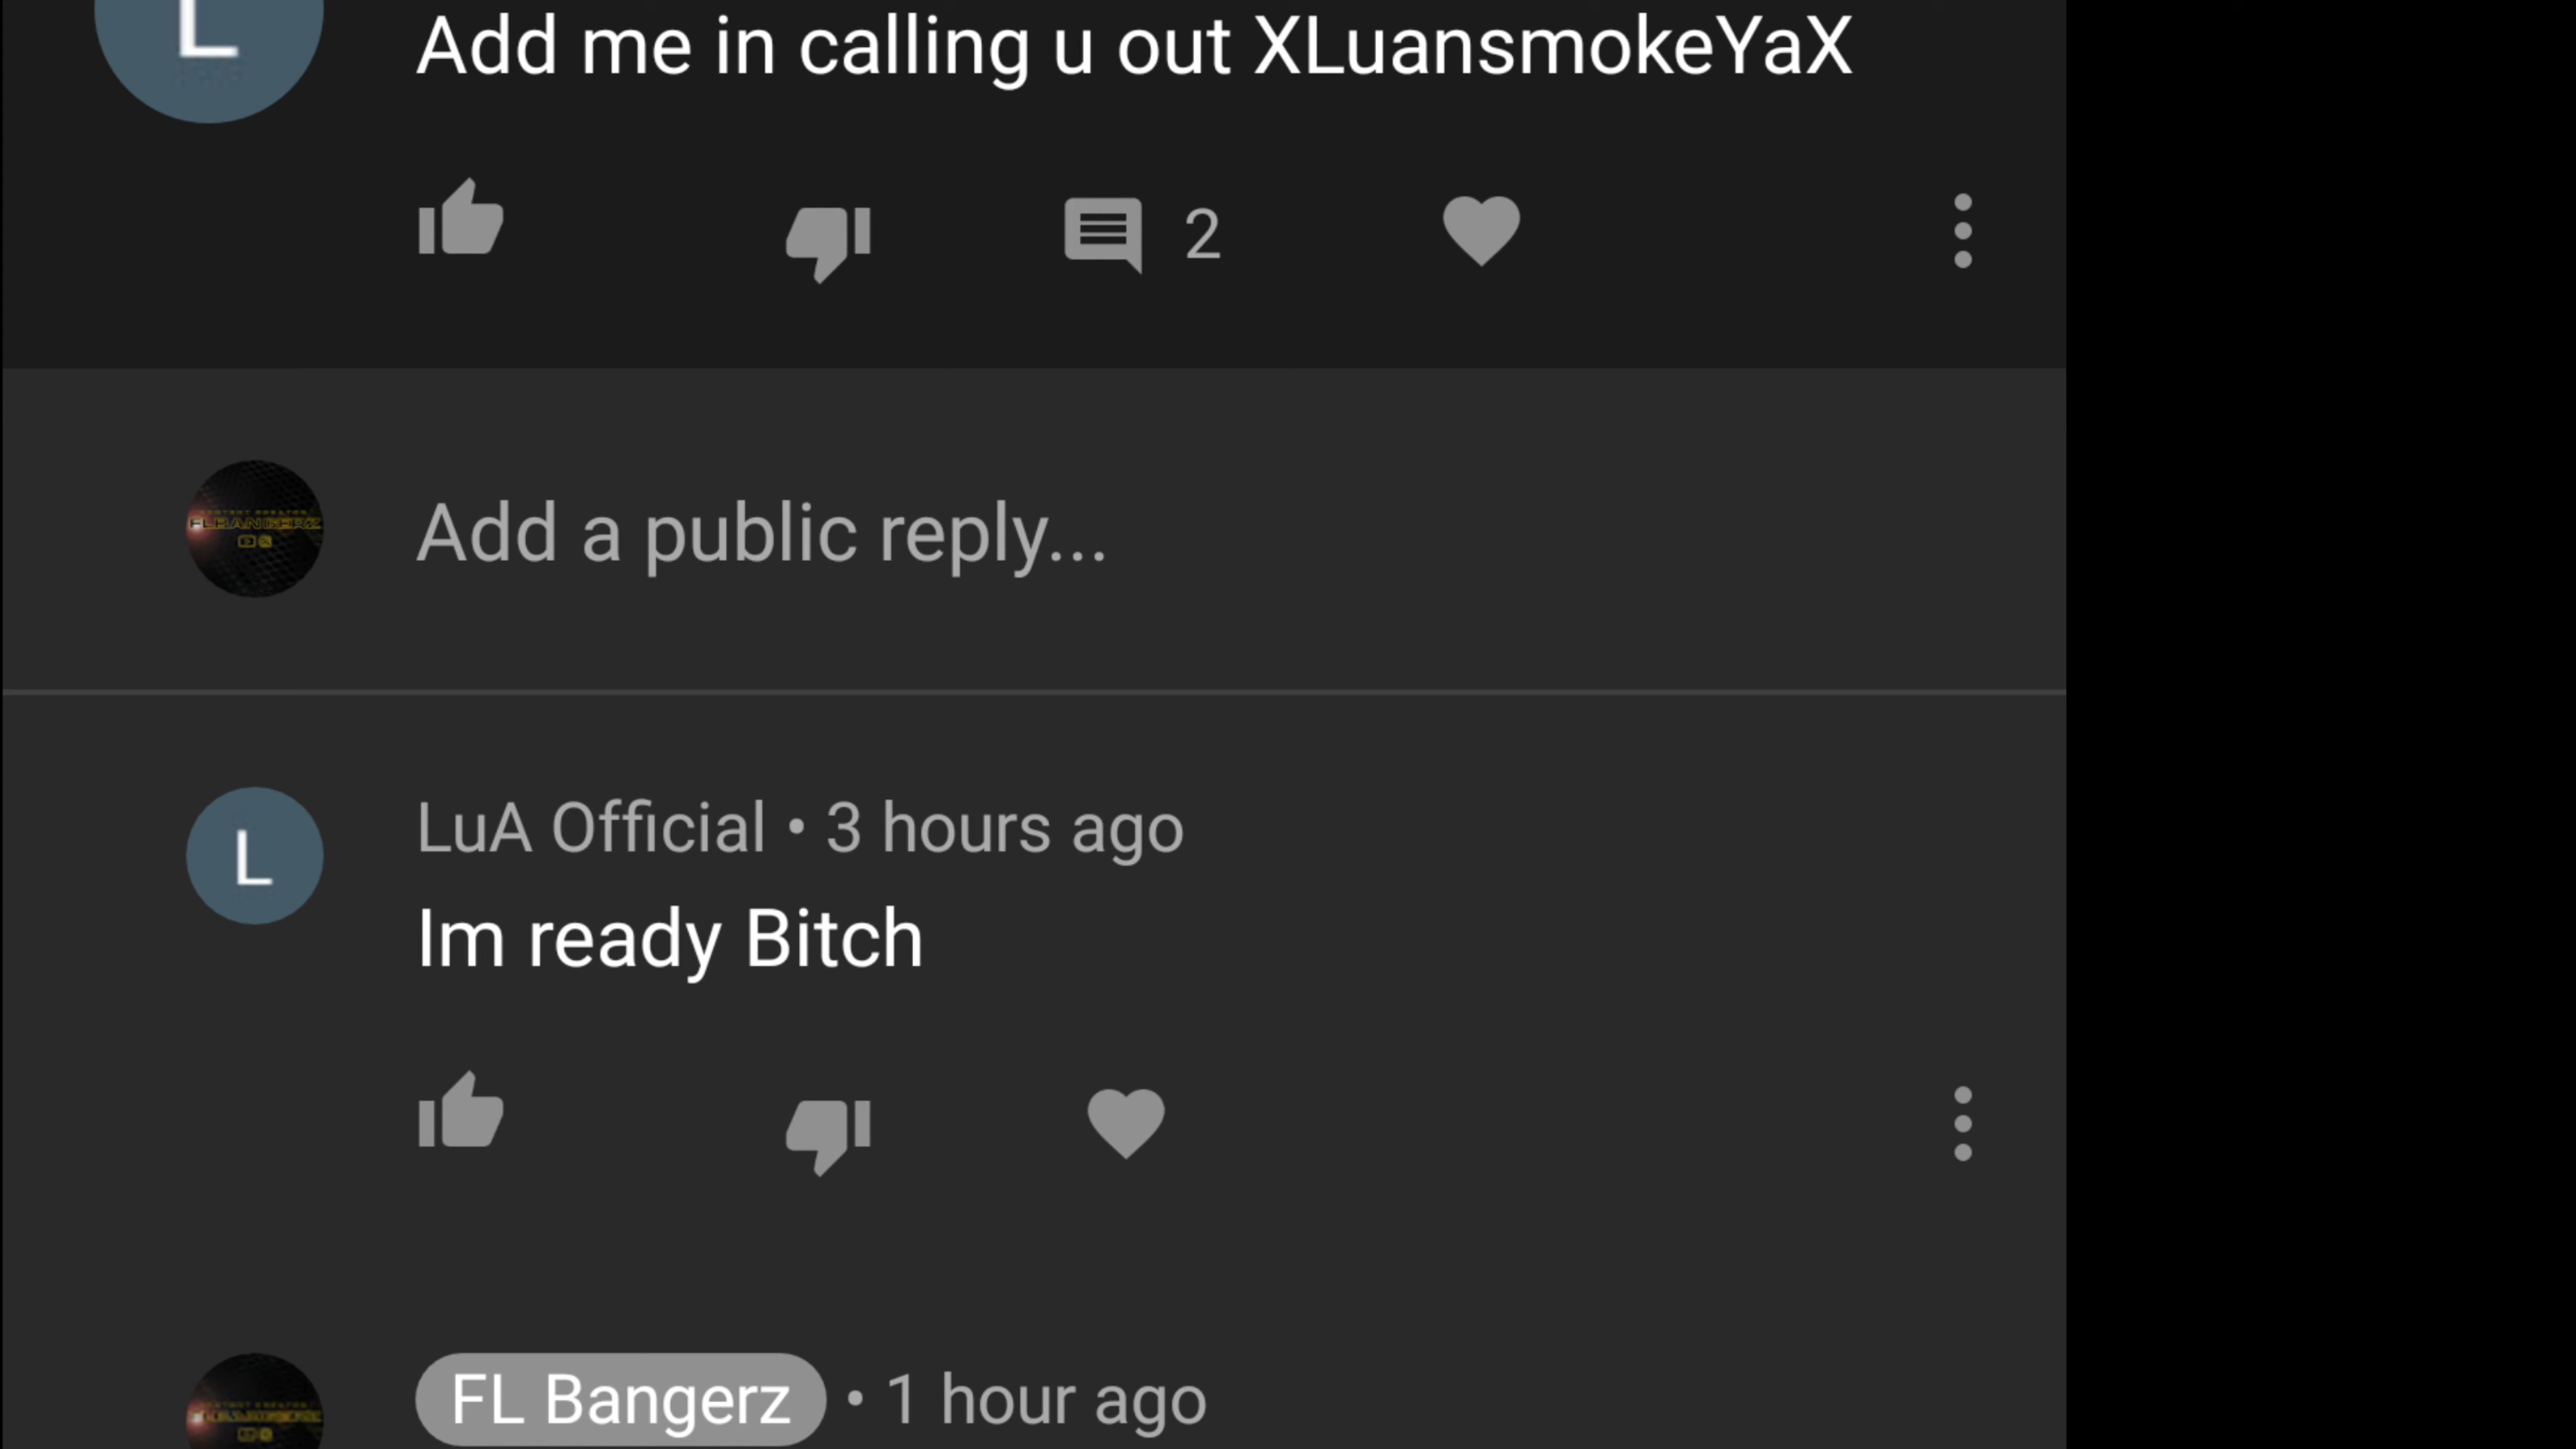 L
Add me in calling u out XLuansmokeYaX
2
FLBANGERZ
Add a public reply...
L
LuA Official • 3 hours ago
Im ready Bitch
FL Bangerz • 1 hour ago